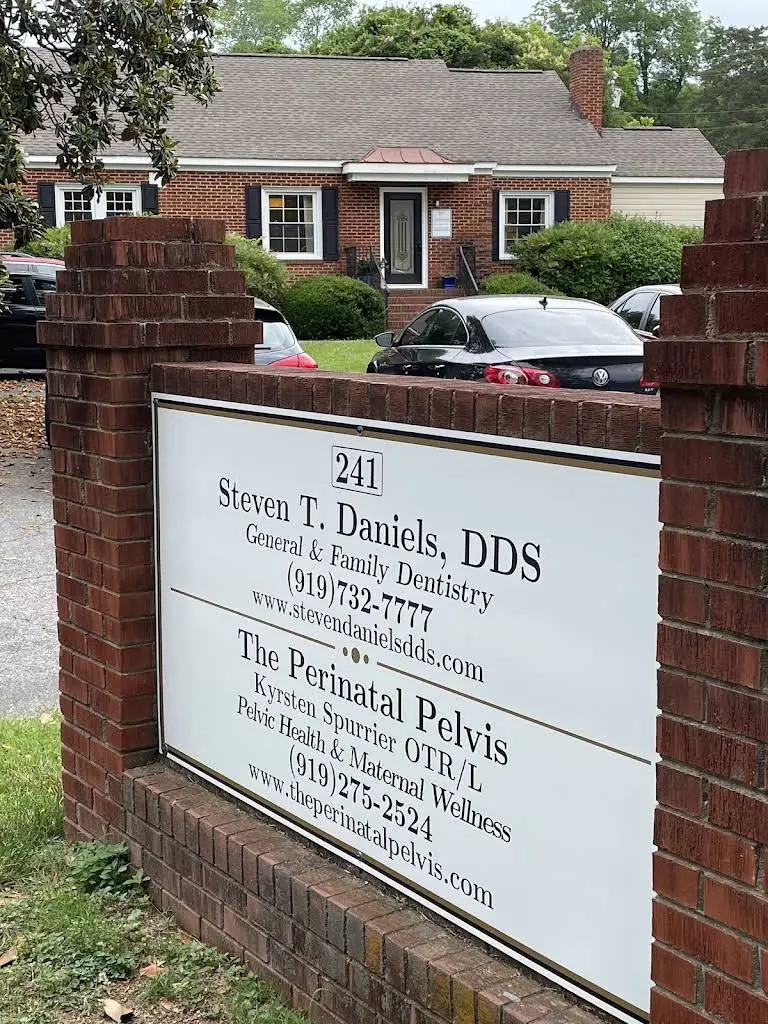 241
Steven T. Daniels, DDS
General & Family Dentistry
(919)732-7777
www.stevendanielsdds.com
The Perinatal Pelvis
Kyrsten Spurrier OTR/L
Pelvic Health & Maternal Wellness
(919)275-2524
www.theperinatalpelvis.com